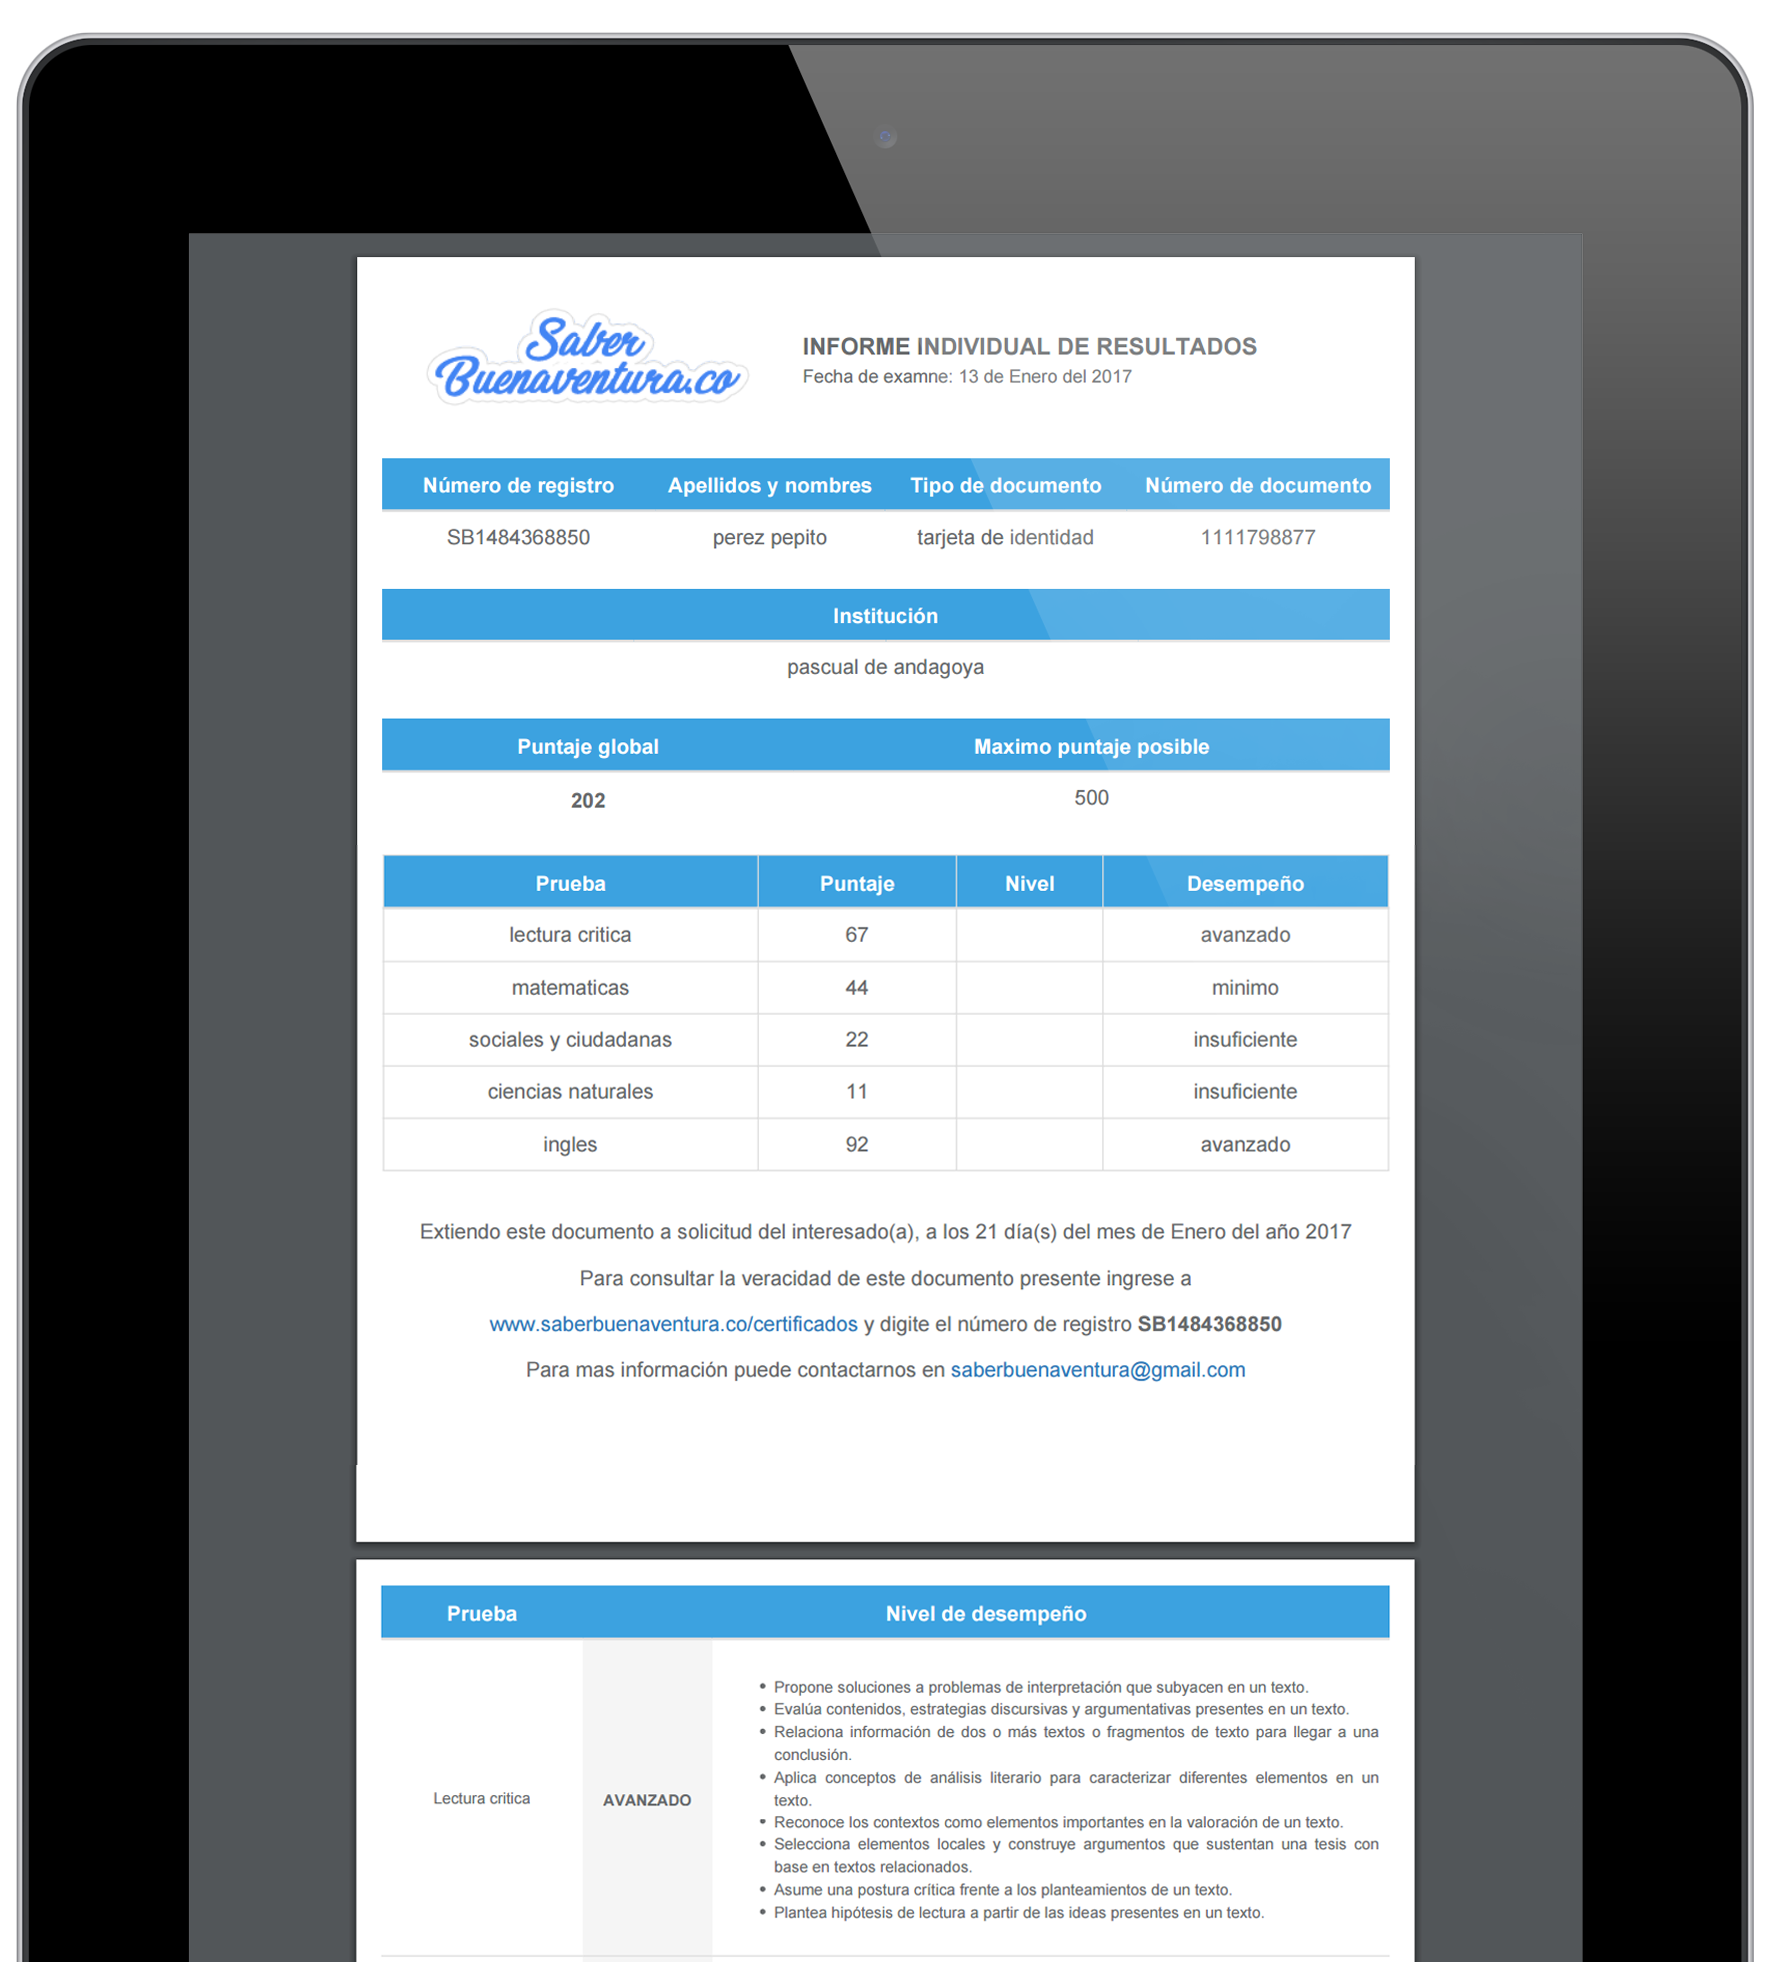 Saber
Buenaventura.co
INFORME INDIVIDUAL DE RESULTADOS
Fecha de examne: 13 de Enero del 2017
Número de registro Apellidos y nombres Tipo de documento Número de documento
SB1484368850 perez pepito tarjeta de identidad 1111798877
Institución
pascual de andagoya
Puntaje global Maximo puntaje posible
202 500
Prueba Puntaje Nivel Desempeño
lectura critica 67 avanzado
matematicas 44 minimo
sociales y ciudadanas 22 insuficiente
ciencias naturales 11 insuficiente
ingles 92 avanzado
Extiendo este documento a solicitud del interesado(a), a los 21 día(s) del mes de Enero del año 2017
Para consultar la veracidad de este documento presente ingrese a
www.saberbuenaventura.co/certificados y digite el número de registro SB1484368850
Para mas información puede contactarnos en saberbuenaventura@gmail.com
Prueba Nivel de desempeño
Lectura critica AVANZADO
• Propone soluciones a problemas de interpretación que subyacen en un texto.
• Evalúa contenidos, estrategias discursivas y argumentativas presentes en un texto.
• Relaciona información de dos o más textos o fragmentos de texto para llegar a una
conclusión.
• Aplica conceptos de análisis literario para caracterizar diferentes elementos en un
texto.
• Reconoce los contextos como elementos importantes en la valoración de un texto.
• Selecciona elementos locales y construye argumentos que sustentan una tesis con
base en textos relacionados.
• Asume una postura crítica frente a los planteamientos de un texto.
• Plantea hipótesis de lectura a partir de las ideas presentes en un texto.